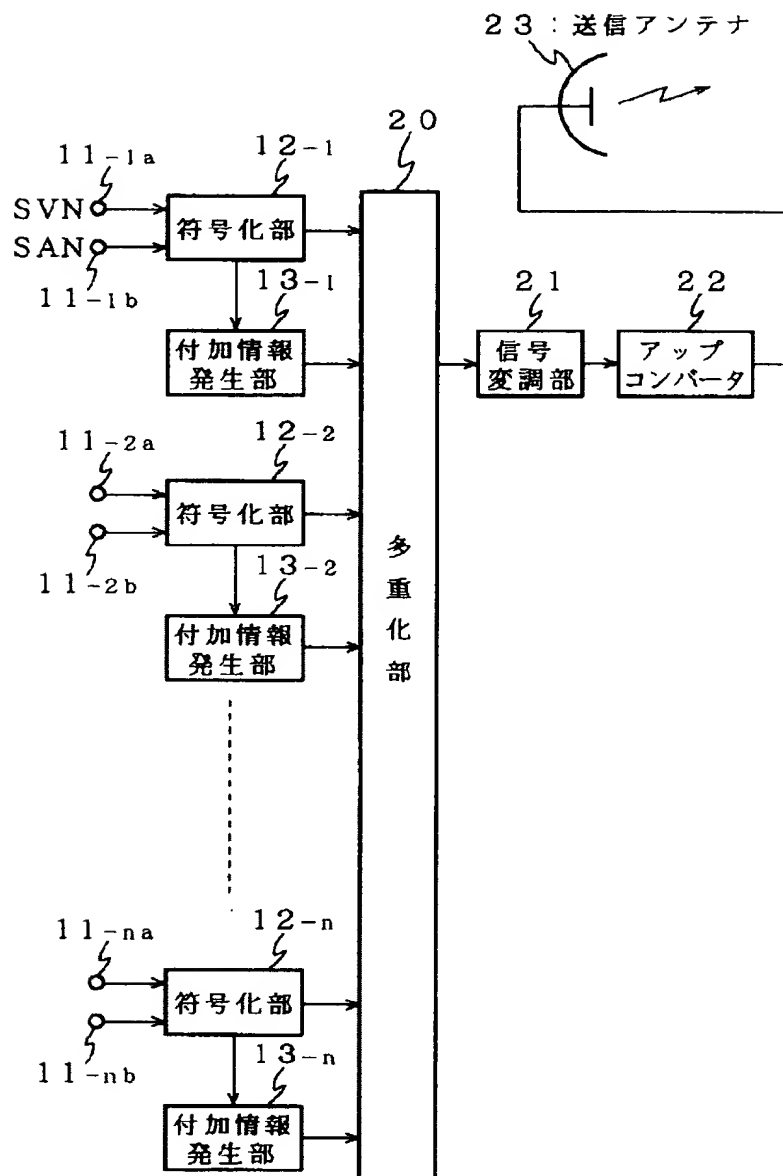 23:送信アンテナ
20
11-1a
12-1
SVN
符号化部
SAN
11-1b
13-1
付加情報
発生部
21
22
信号
変調部
アップ
コンバータ
11-2a
12-2
符号化部
11-2b
13-2
付加情報
発生部
多重化部
11-na
12-n
符号化部
11-nb
13-n
付加情報
発生部